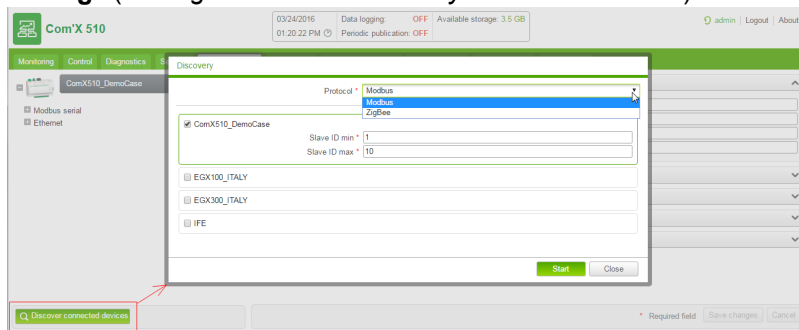 Com'X 510
03/24/2016
01:20:22 PM
Data logging: OFF
Periodic publication: OFF
Available storage: 3.5 GB
admin | Logout | About
Monitoring Control Diagnostics
Discovery
ComX510_DemoCase
Modbus serial
Ethernet
Protocol * Modbus
Modbus
ZigBee
ComX510_DemoCase
Slave ID min * 1
Slave ID max * 10
EGX100_ITALY
EGX300_ITALY
IFE
Start Close
Discover connected devices
* Required field Save changes Cancel